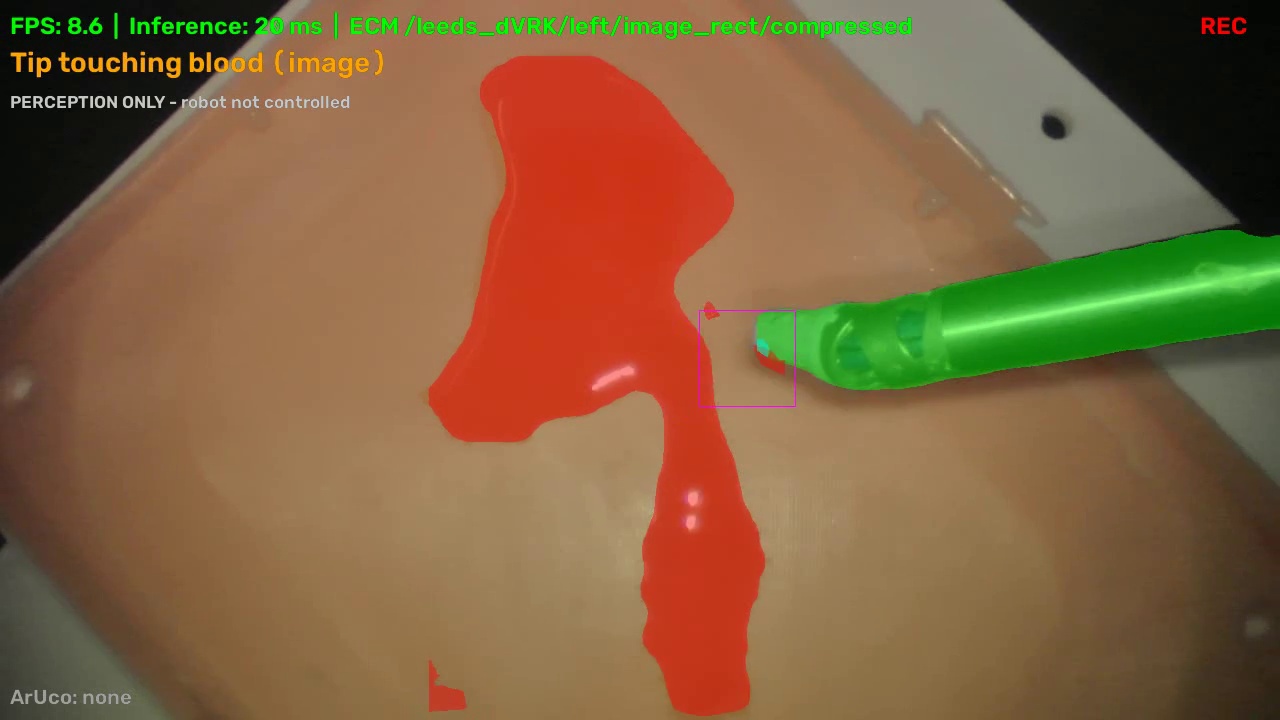 FPS: 8.6 | Inference: 20 ms | ECM /leeds_dVRK/left/image_rect/compressed
REC
Tip touching blood (image)
PERCEPTION ONLY - robot not controlled
ArUco: none